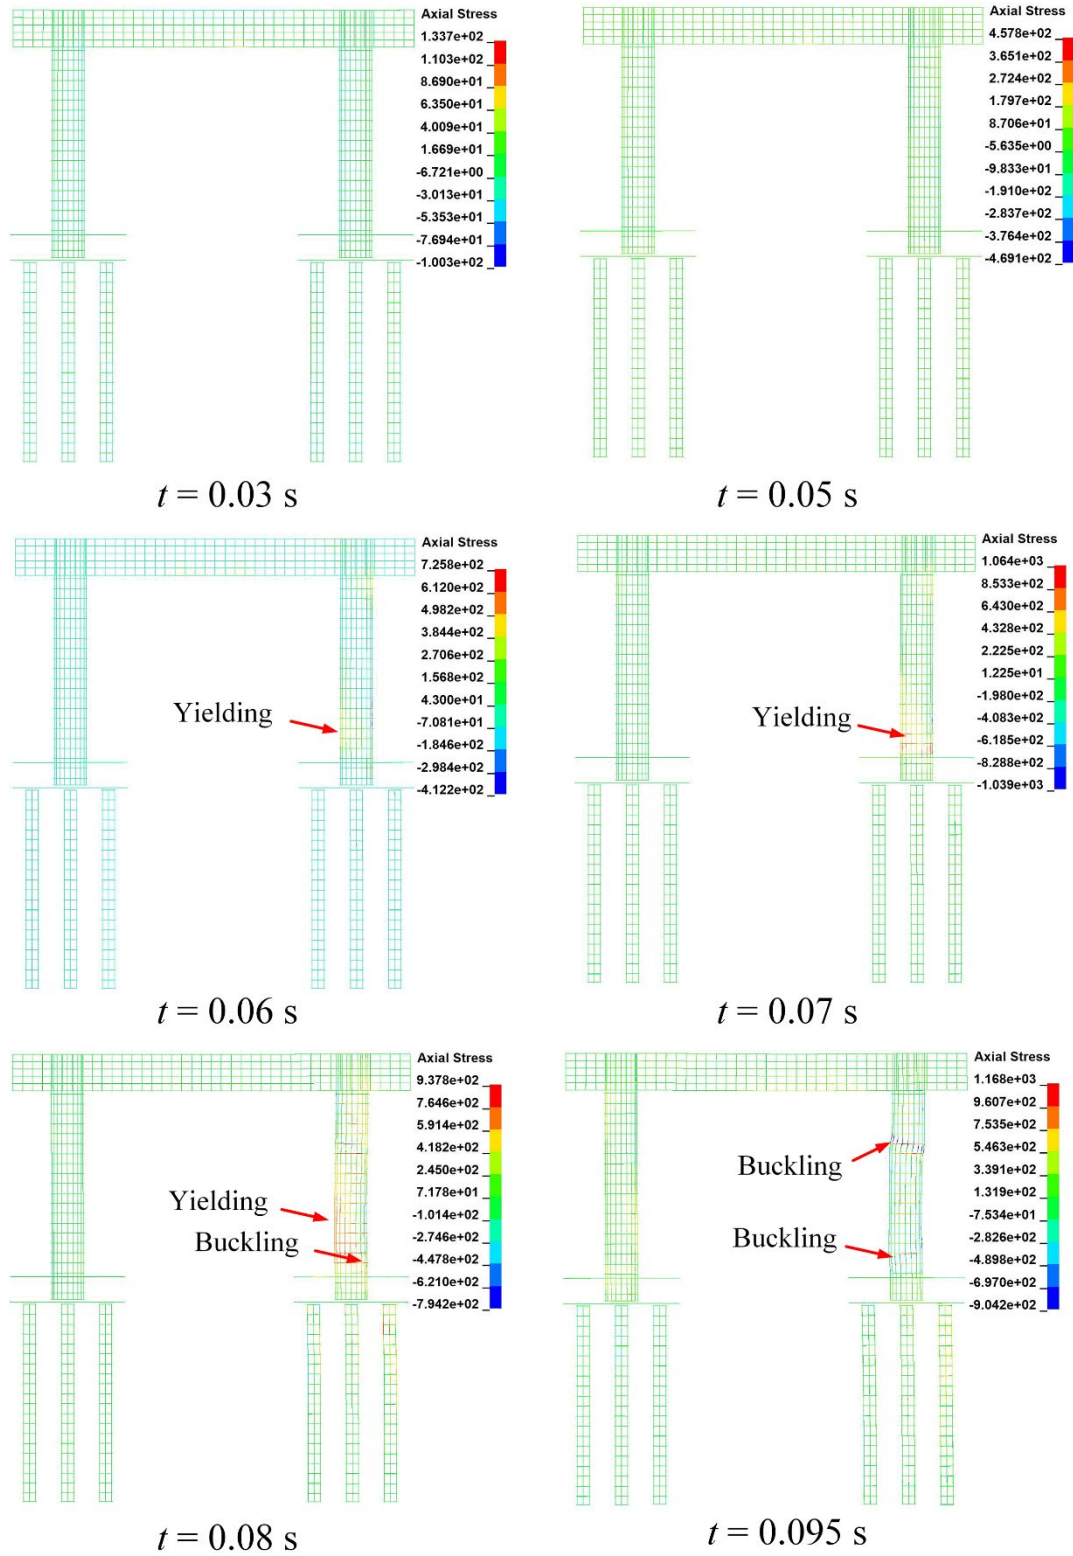 Axial Stress
1.337e+02
1.103e+02
8.690e+01
6.350e+01
4.009e+01
1.669e+01
-6.721e+00
-3.013e+01
-5.353e+01
-7.694e+01
-1.003e+02
t = 0.03 s
Axial Stress
4.578e+02
3.651e+02
2.724e+02
1.797e+02
8.706e+01
-5.635e+00
-9.833e+01
-1.910e+02
-2.837e+02
-3.764e+02
-4.691e+02
t = 0.05 s
Axial Stress
7.258e+02
6.120e+02
4.982e+02
3.844e+02
2.706e+02
1.568e+02
4.300e+01
-7.081e+01
-1.846e+02
-2.984e+02
-4.122e+02
Yielding
t = 0.06 s
Axial Stress
1.064e+03
8.533e+02
6.430e+02
4.328e+02
2.225e+02
1.225e+01
-1.980e+02
-4.083e+02
-6.185e+02
-8.288e+02
-1.039e+03
Yielding
t = 0.07 s
Axial Stress
9.378e+02
7.646e+02
5.914e+02
4.182e+02
2.450e+02
7.178e+01
-1.014e+02
-2.746e+02
-4.478e+02
-6.210e+02
-7.942e+02
Yielding
Buckling
t = 0.08 s
Axial Stress
1.168e+03
9.607e+02
7.535e+02
5.463e+02
3.391e+02
1.319e+02
-7.534e+01
-2.826e+02
-4.898e+02
-6.970e+02
-9.042e+02
Buckling
Buckling
t = 0.095 s